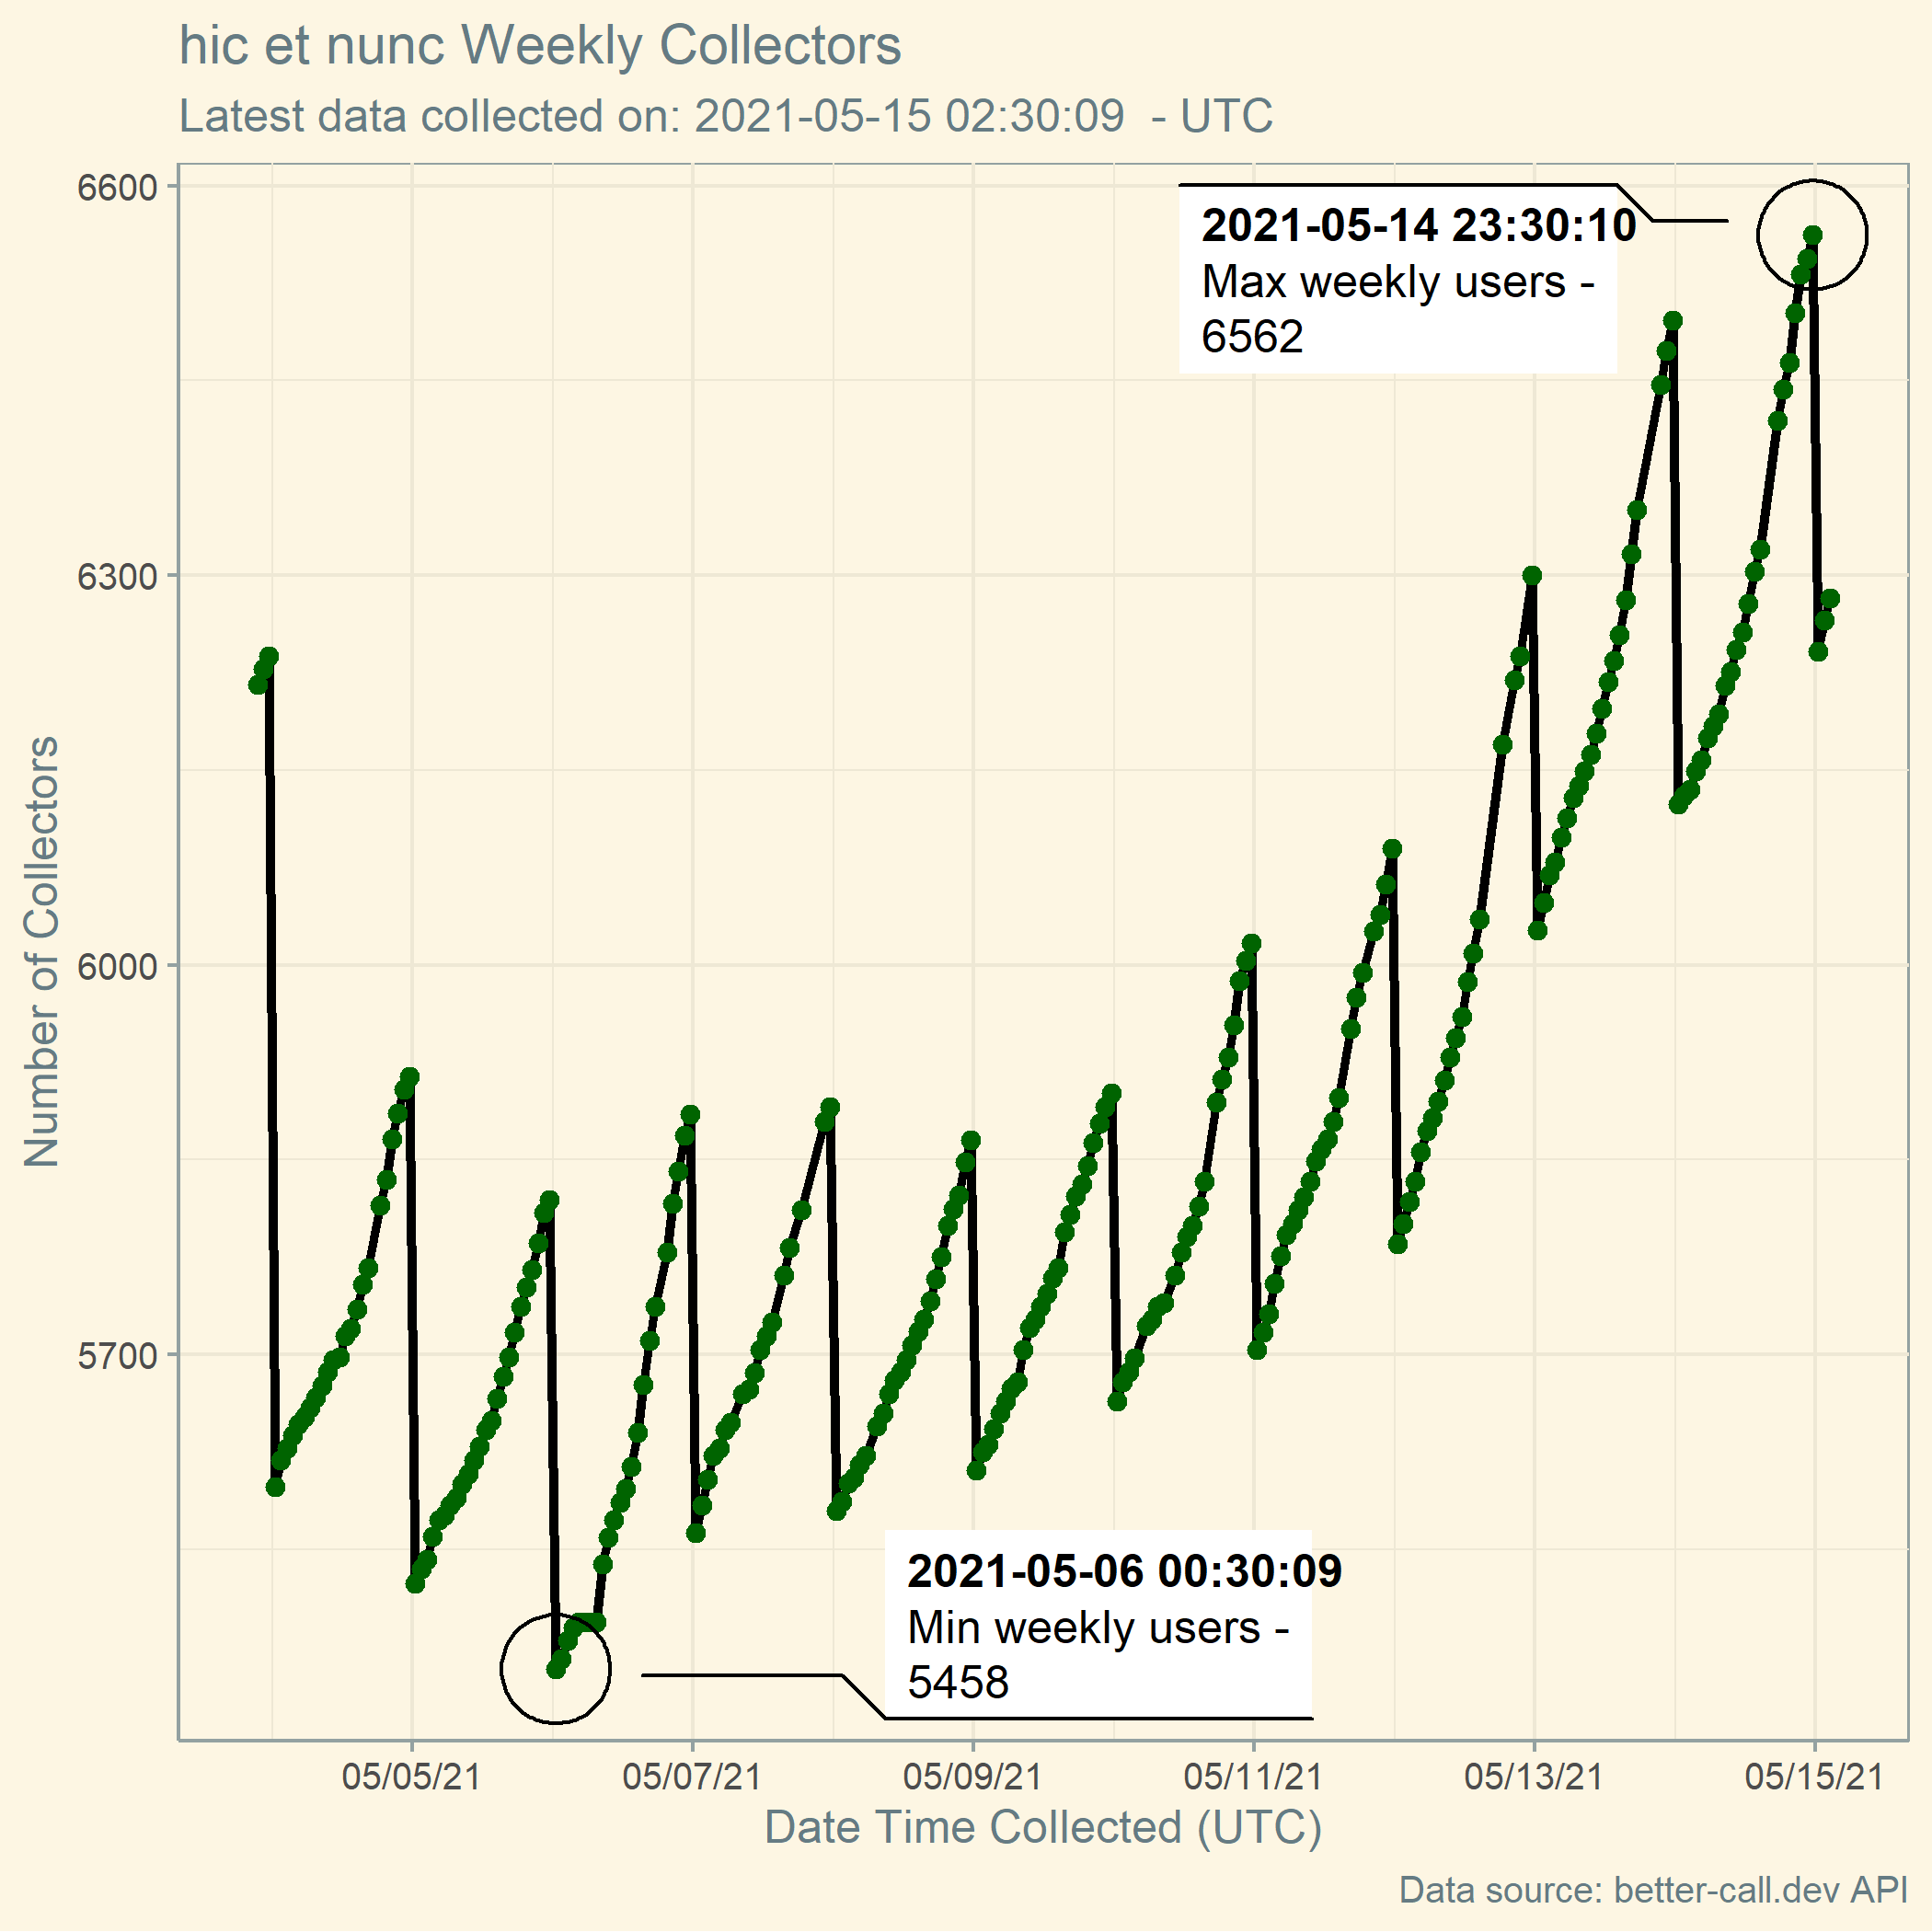 hic et nunc Weekly Collectors
Latest data collected on: 2021-05-15 02:30:09  - UTC
6600
6300
6000
5700
Number of Collectors
2021-05-14 23:30:10
Max weekly users -
6562
2021-05-06 00:30:09
Min weekly users -
5458
05/05/21 05/07/21 05/09/21 05/11/21 05/13/21 05/15/21
Date Time Collected (UTC)
Data source: better-call.dev API